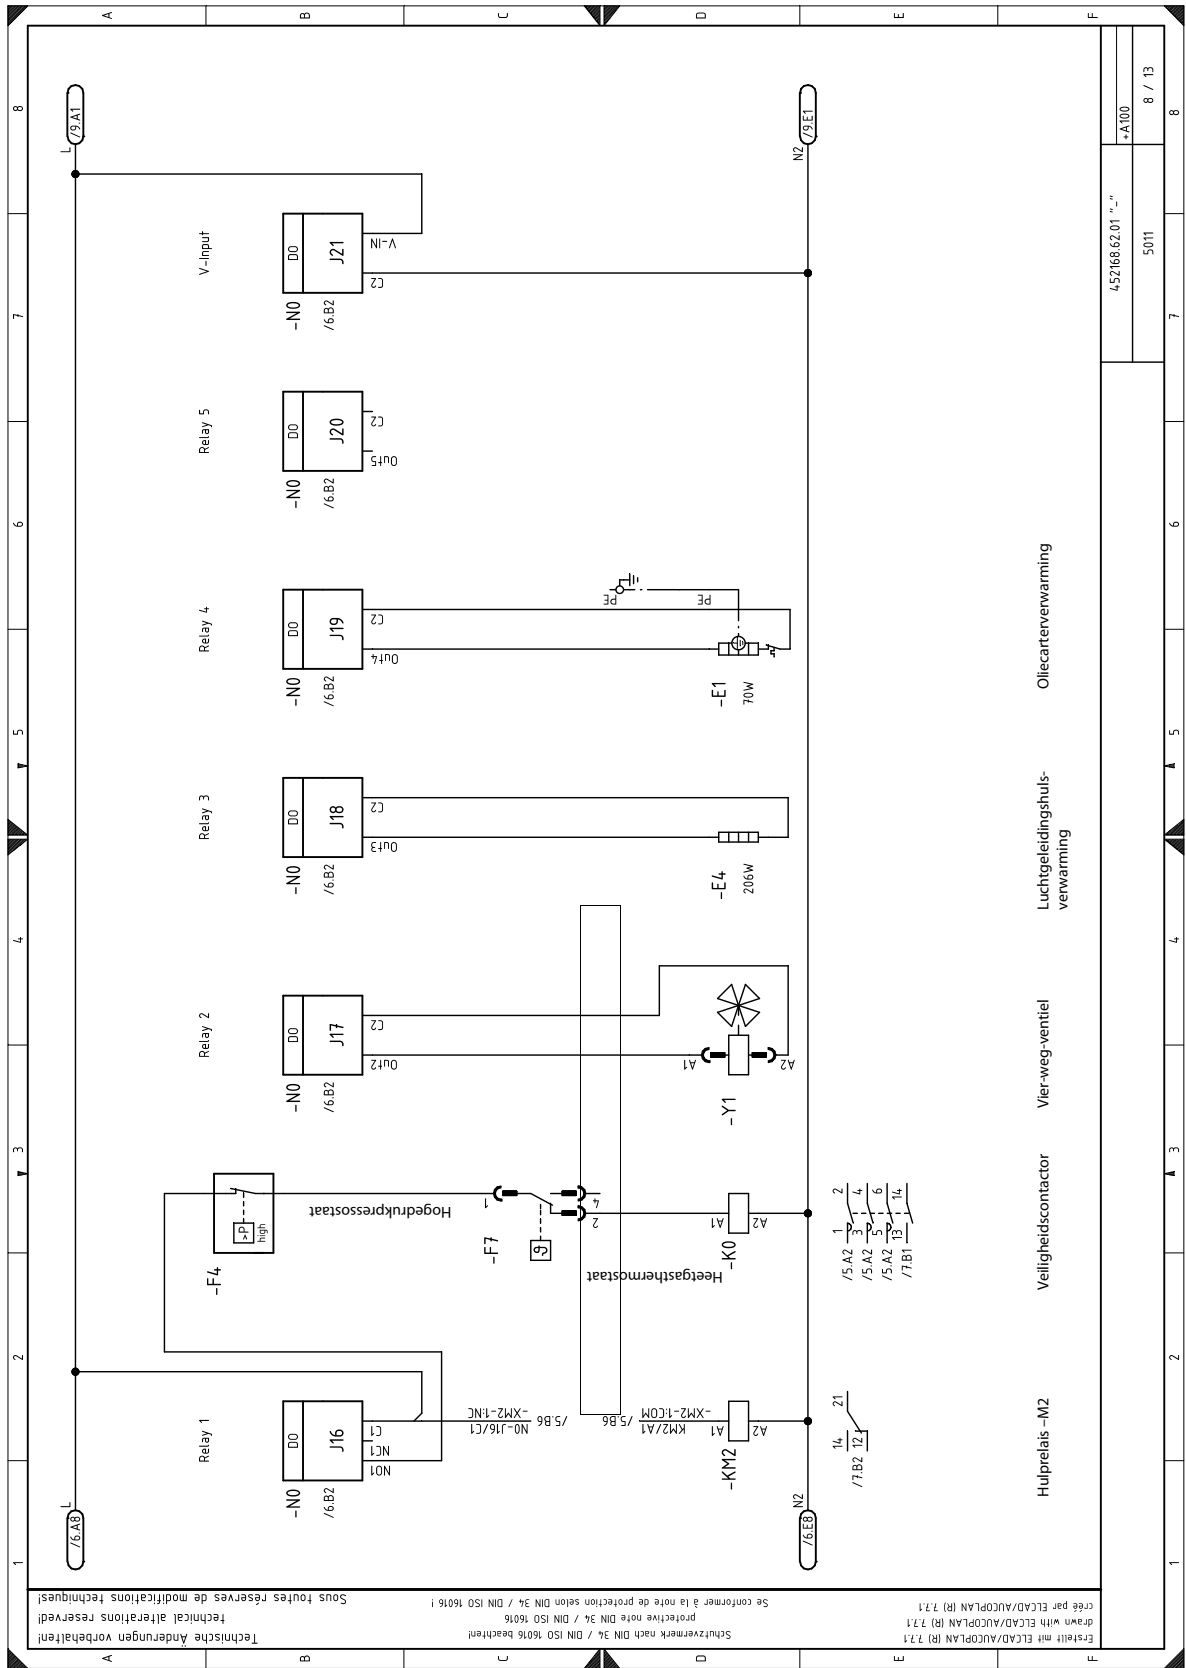 A
B
C
D
E
F
8
7
6
5
4
3
2
1
L
/9.A1
N2
/9.E1
V-Input
-N0
/6.B2
DO
J21
V-IN
C2
Relay 5
-N0
/6.B2
DO
J20
C2
Out5
Relay 4
-N0
/6.B2
DO
J19
C2
Out4
PE
PE
-E1
70W
Oliecarterverwarming
Relay 3
-N0
/6.B2
DO
J18
C2
Out3
-E4
206W
Luchtgeleidingshuls-
verwarming
Relay 2
-N0
/6.B2
DO
J17
C2
Out2
A1
A2
-Y1
Vier-weg-ventiel
-F4
>P
high
Hogedrukpressostaat
-F7
1
ϑ
4
2
Heetgasthermostaat
A1
A2
-K0
1
2
/5.A2
3
4
/5.A2
5
6
/5.A2
13
14
/7.B1
Veiligheidscontactor
Relay 1
-N0
/6.B2
DO
J16
C1
NC1
NO1
N0-J16/C1
-XM2-1:NC
/5.B6
/5.B6
KM2/A1
-XM2-1:COM
A1
A2
-KM2
14
12
21
/7.B2
Hulprelais -M2
L
/6.A8
N2
/6.E8
Technische Änderungen vorbehalten!
technical alterations reserved!
Sous toutes réserves de modifications techniques!
Schutzvermerk nach DIN 34 / DIN ISO 16016 beachten!
protective note DIN 34 / DIN ISO 16016
Se conformer à la note de protection selon DIN 34 / DIN ISO 16016 !
Erstellt mit ELCAD/AUCOPLAN (R) 7.7.1
drawn with ELCAD/AUCOPLAN (R) 7.7.1
créé par ELCAD/AUCOPLAN (R) 7.7.1
452168.62.01 "-"
+A100
5011
8 / 13
A
B
C
D
E
F
8
7
6
5
4
3
2
1